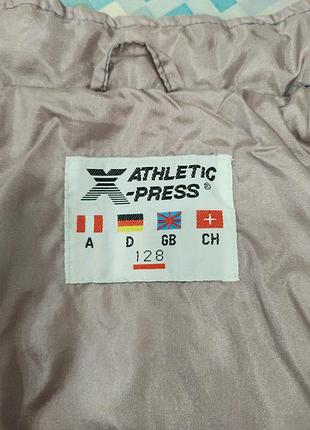 ATHLETIC
X-PRESS®
A D GB CH
128